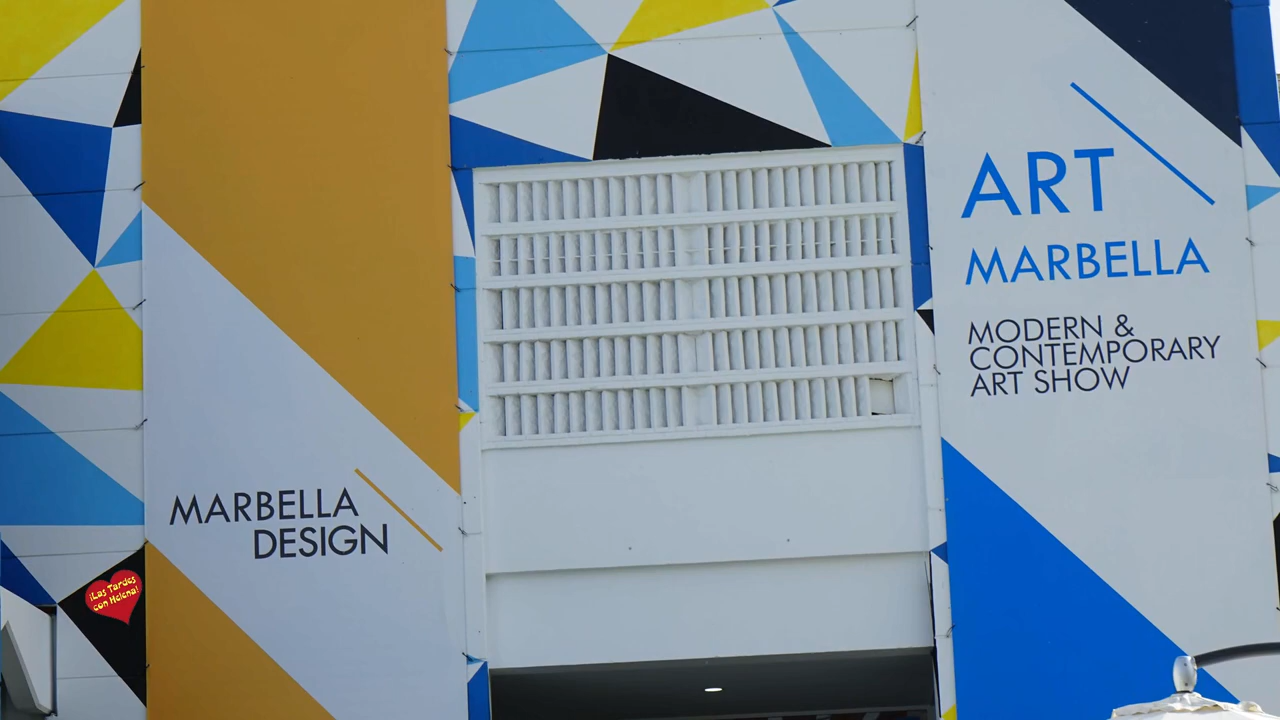 MARBELLA
DESIGN
¡Las Tardes
con Helena!
ART
MARBELLA
MODERN &
CONTEMPORARY
ART SHOW